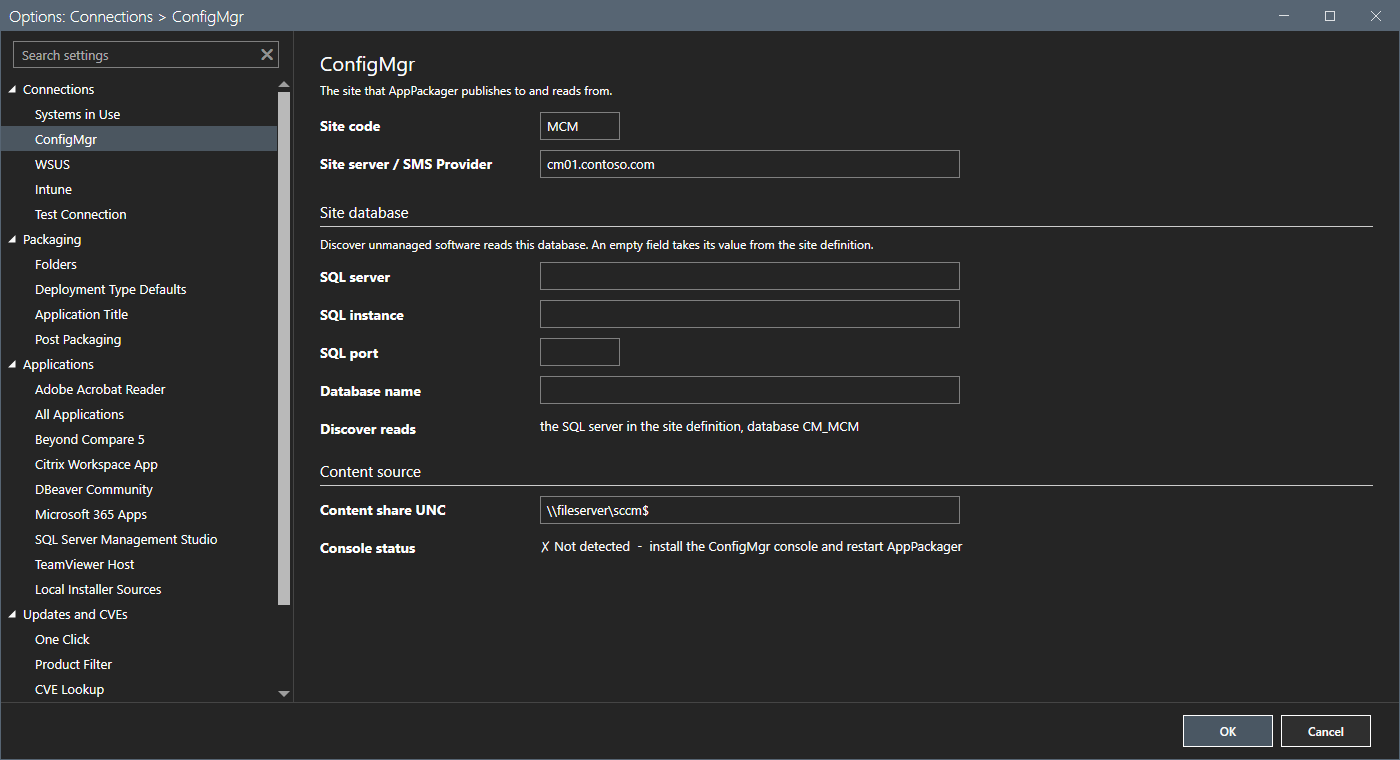 Options: Connections > ConfigMgr
Search settings
Connections
Systems in Use
ConfigMgr
WSUS
Intune
Test Connection
Packaging
Folders
Deployment Type Defaults
Application Title
Post Packaging
Applications
Adobe Acrobat Reader
All Applications
Beyond Compare 5
Citrix Workspace App
DBeaver Community
Microsoft 365 Apps
SQL Server Management Studio
TeamViewer Host
Local Installer Sources
Updates and CVEs
One Click
Product Filter
CVE Lookup
ConfigMgr
The site that AppPackager publishes to and reads from.
Site code MCM
Site server / SMS Provider cm01.contoso.com
Site database
Discover unmanaged software reads this database. An empty field takes its value from the site definition.
SQL server
SQL instance
SQL port
Database name
Discover reads the SQL server in the site definition, database CM_MCM
Content source
Content share UNC \\fileserver\sccm$
Console status ✗ Not detected - install the ConfigMgr console and restart AppPackager
OK Cancel